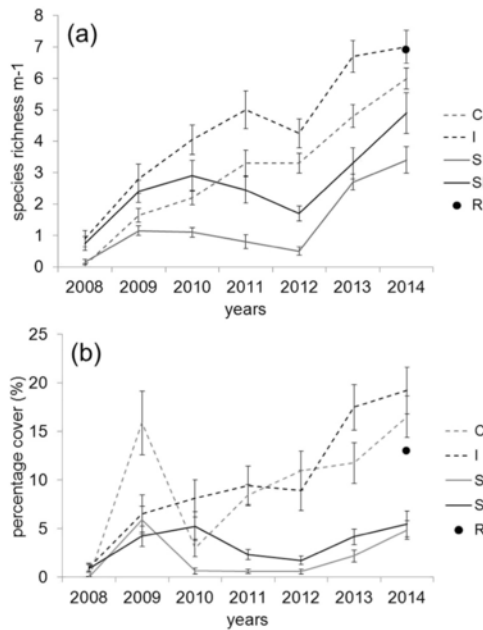 (a)
species richness m-1
8
7
6
5
4
3
2
1
0
2008 2009 2010 2011 2012 2013 2014
years
C
I
S
S
R
(b)
percentage cover (%)
25
20
15
10
5
0
2008 2009 2010 2011 2012 2013 2014
years
C
I
S
S
R